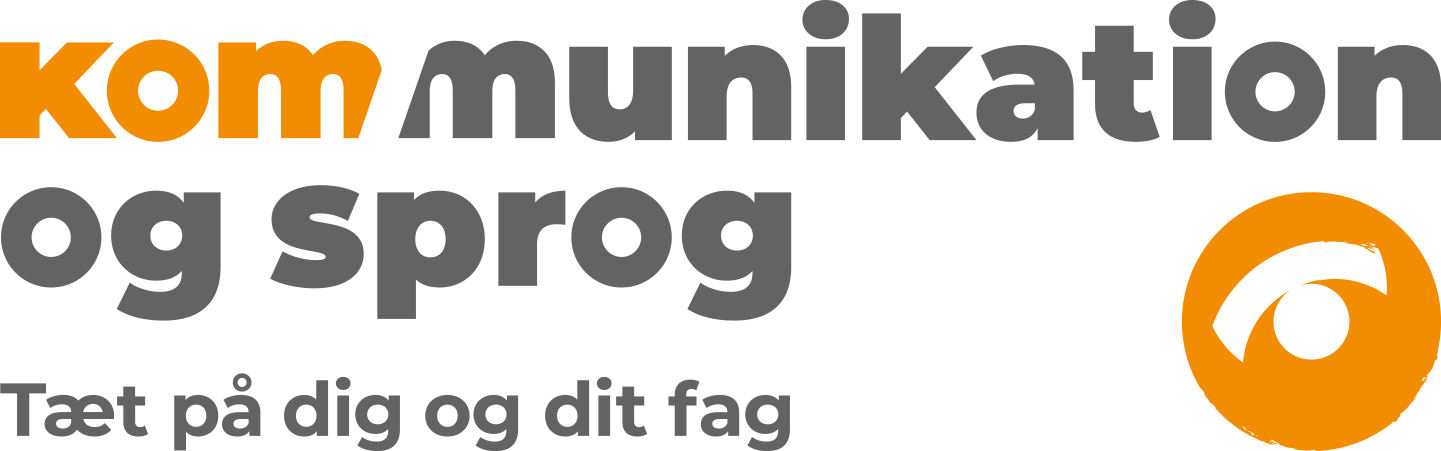 kommunikation
og sprog
Tæt på dig og dit fag